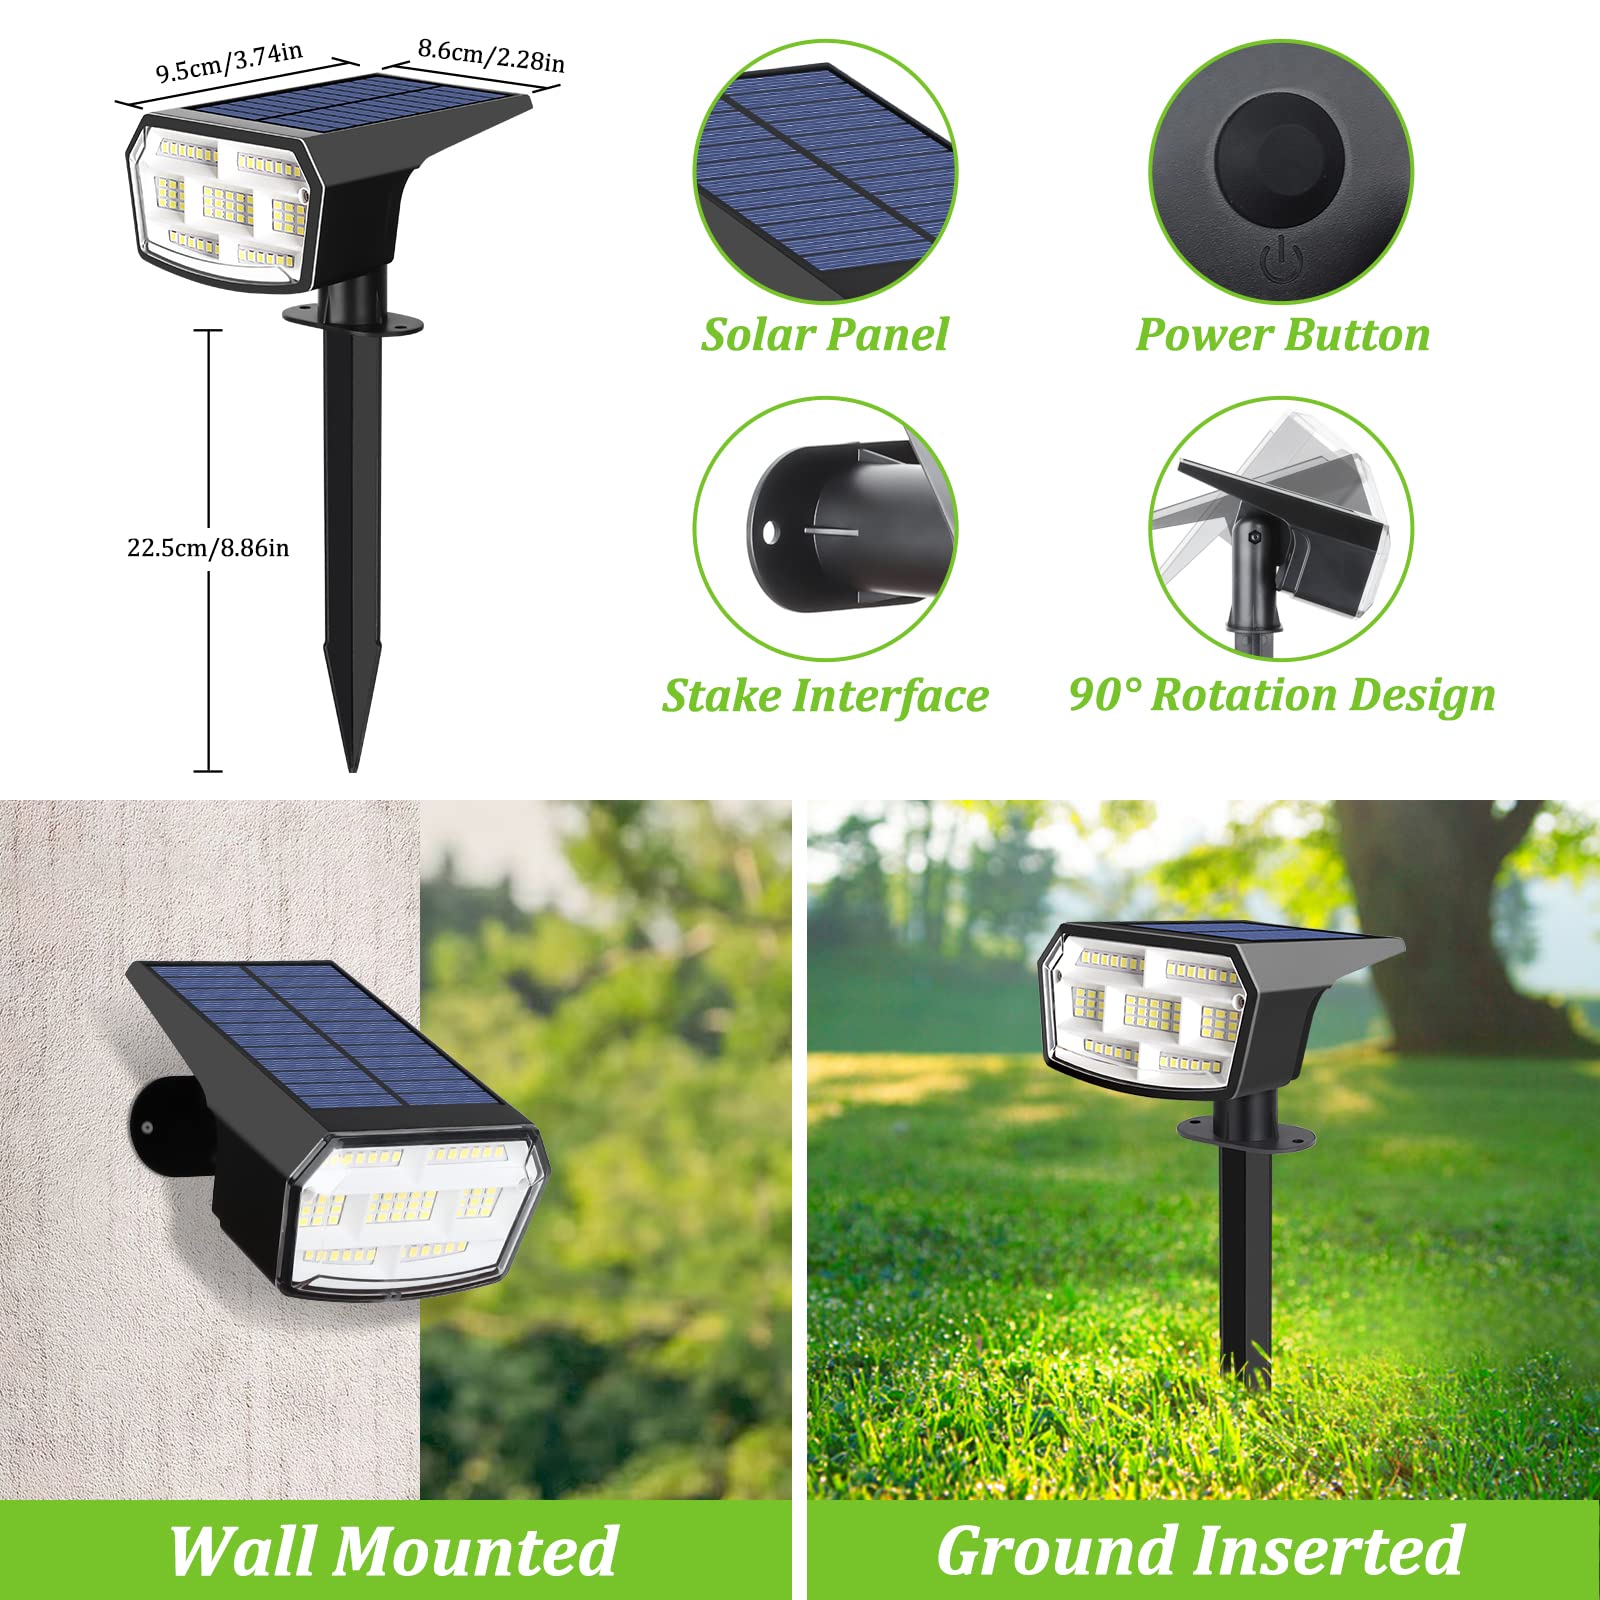 9.5cm/3.74in
8.6cm/2.28in
22.5cm/8.86in
Solar Panel
Power Button
Stake Interface
90° Rotation Design
Wall Mounted
Ground Inserted